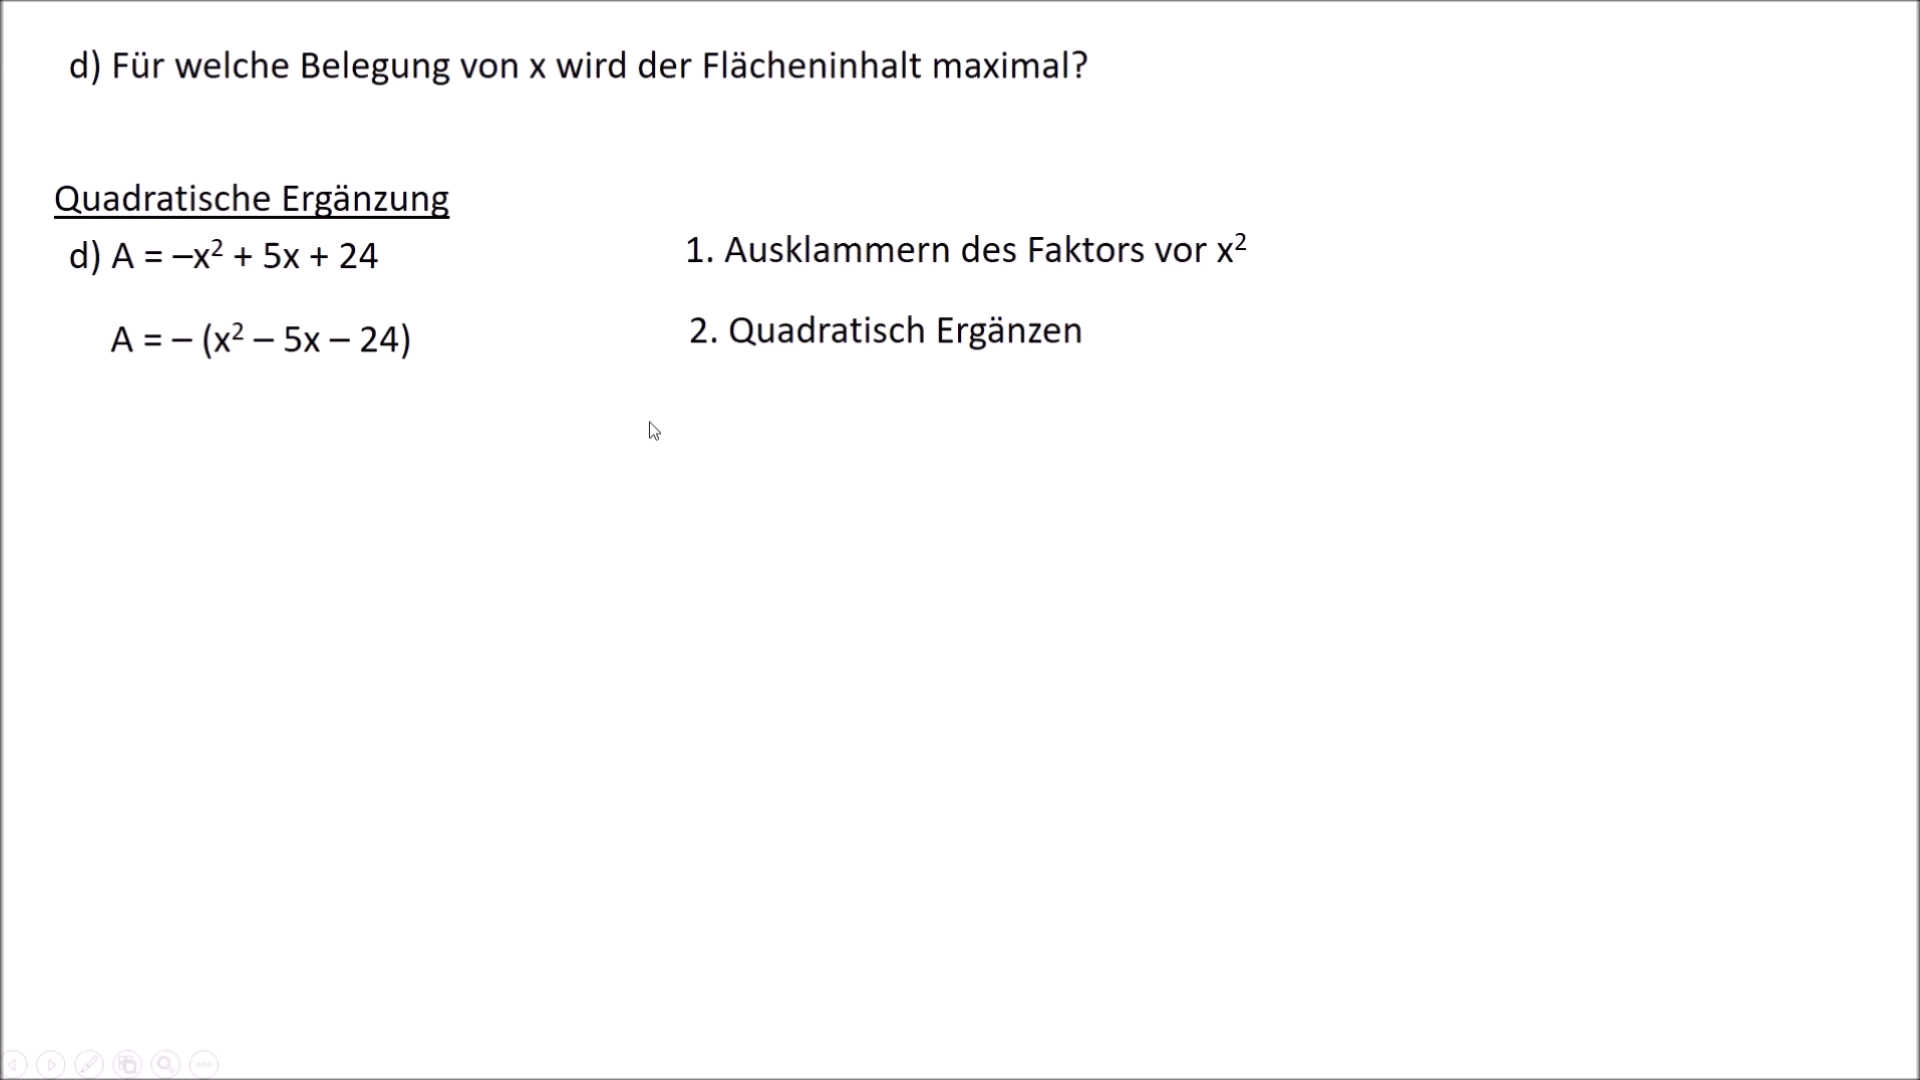 d) Für welche Belegung von x wird der Flächeninhalt maximal?
Quadratische Ergänzung
d) A = –x² + 5x + 24
1. Ausklammern des Faktors vor x²
A = – (x² – 5x – 24)
2. Quadratisch Ergänzen